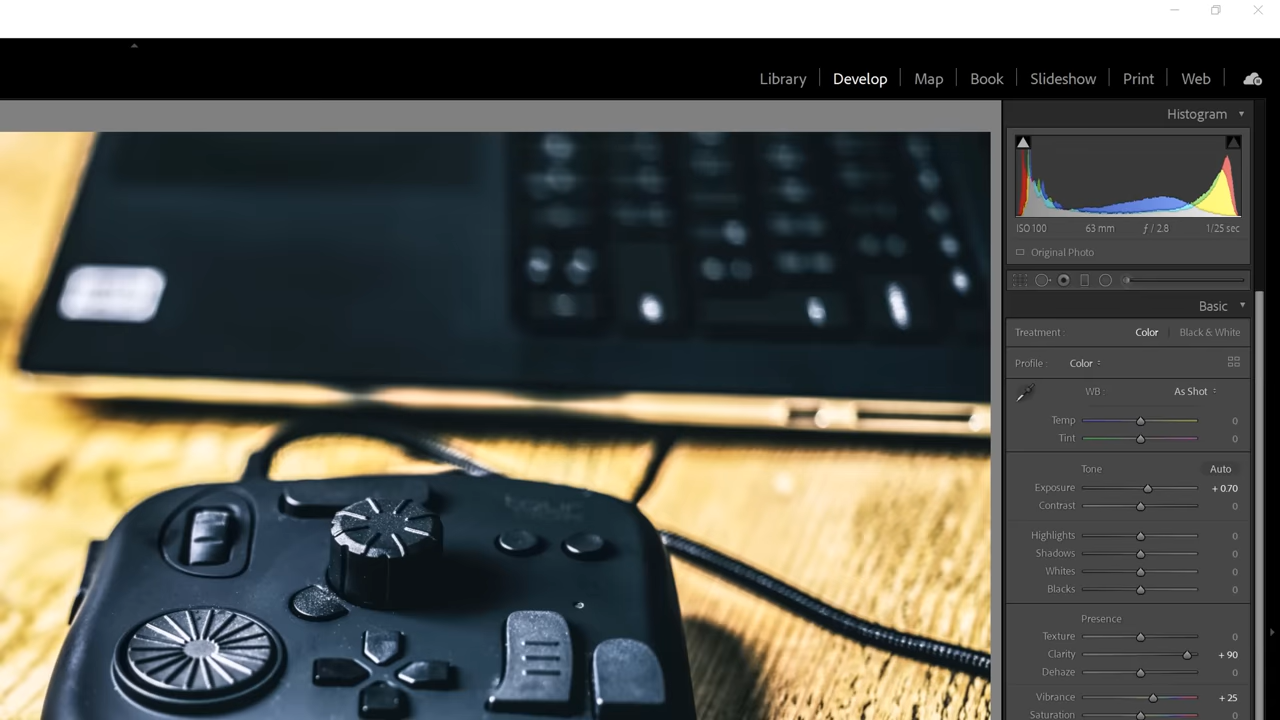 Library Develop Map Book Slideshow Print Web
Histogram
ISO 100 63 mm ƒ / 2.8 1/25 sec
Original Photo
Basic
Treatment : Color Black & White
Profile : Color
WB : As Shot
Temp 0
Tint 0
Tone Auto
Exposure + 0.70
Contrast 0
Highlights 0
Shadows 0
Whites 0
Blacks 0
Presence
Texture 0
Clarity + 90
Dehaze 0
Vibrance + 25
Saturation 0